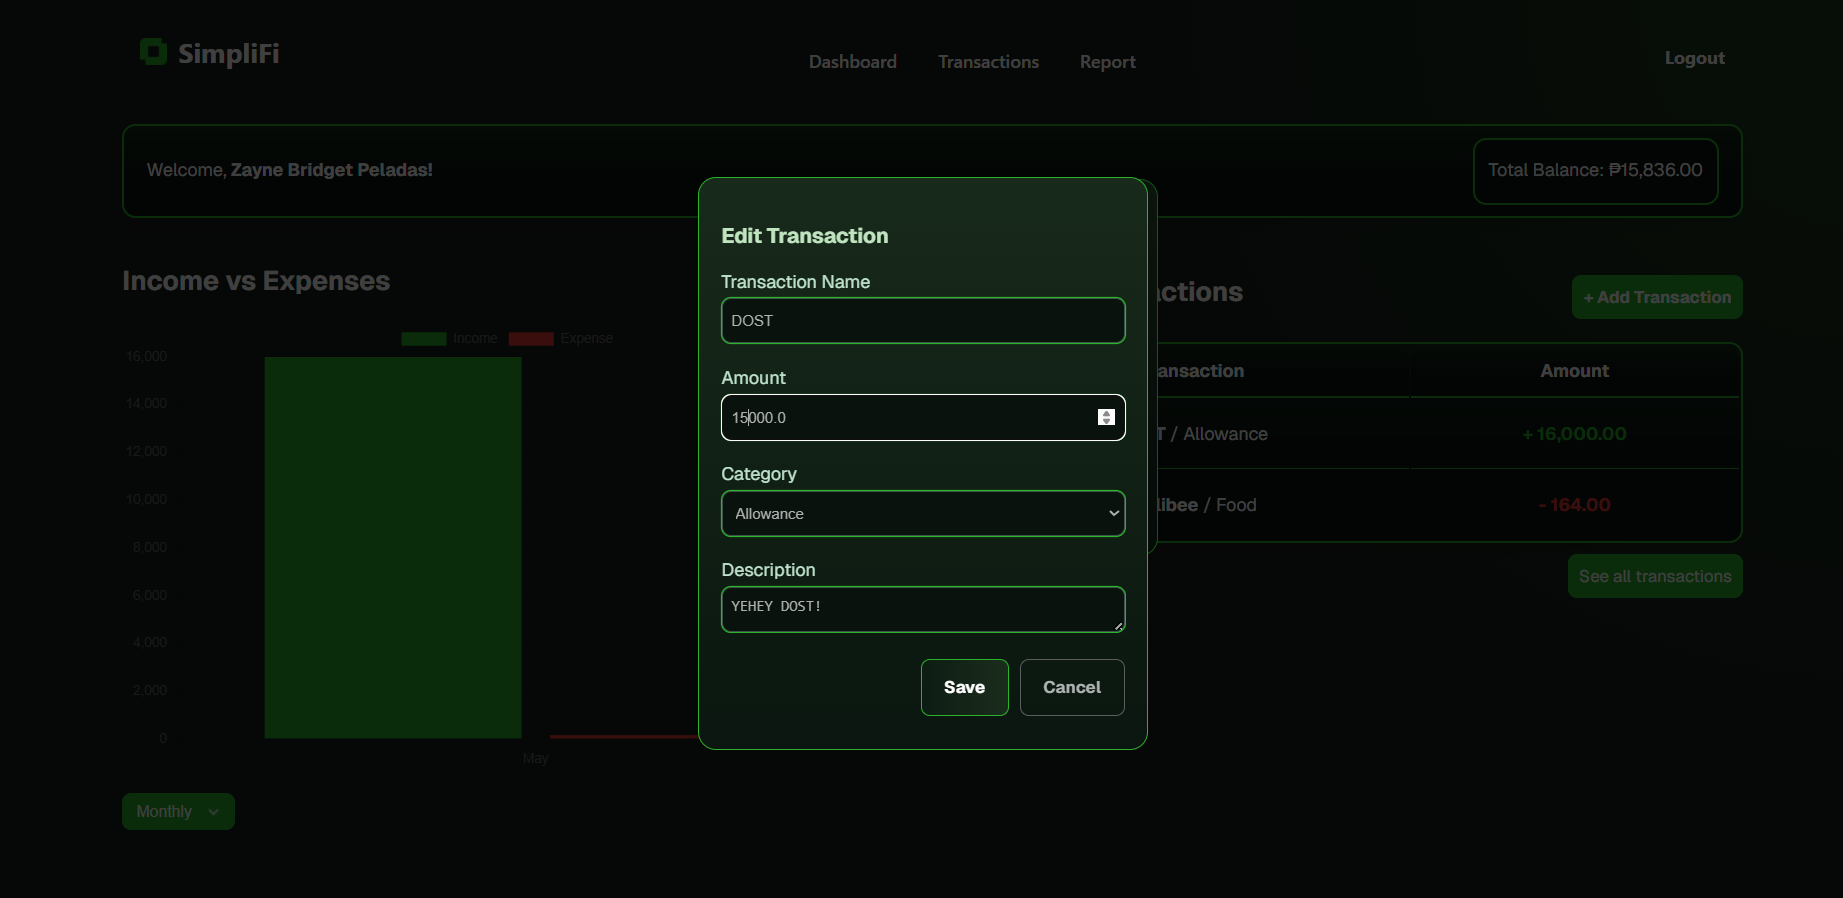 SimpliFi
Dashboard Transactions Report
Logout
Welcome, Zayne Bridget Peladas!
Total Balance: ₱15,836.00
Income vs Expenses
Income Expense
16,000
14,000
12,000
10,000
8,000
6,000
4,000
2,000
0
May
Monthly
Edit Transaction
Transaction Name
DOST
Amount
15000.0
Category
Allowance
Description
YEHEY DOST!
Save Cancel
actions
+ Add Transaction
ansaction Amount
T / Allowance +16,000.00
libee / Food -164.00
See all transactions